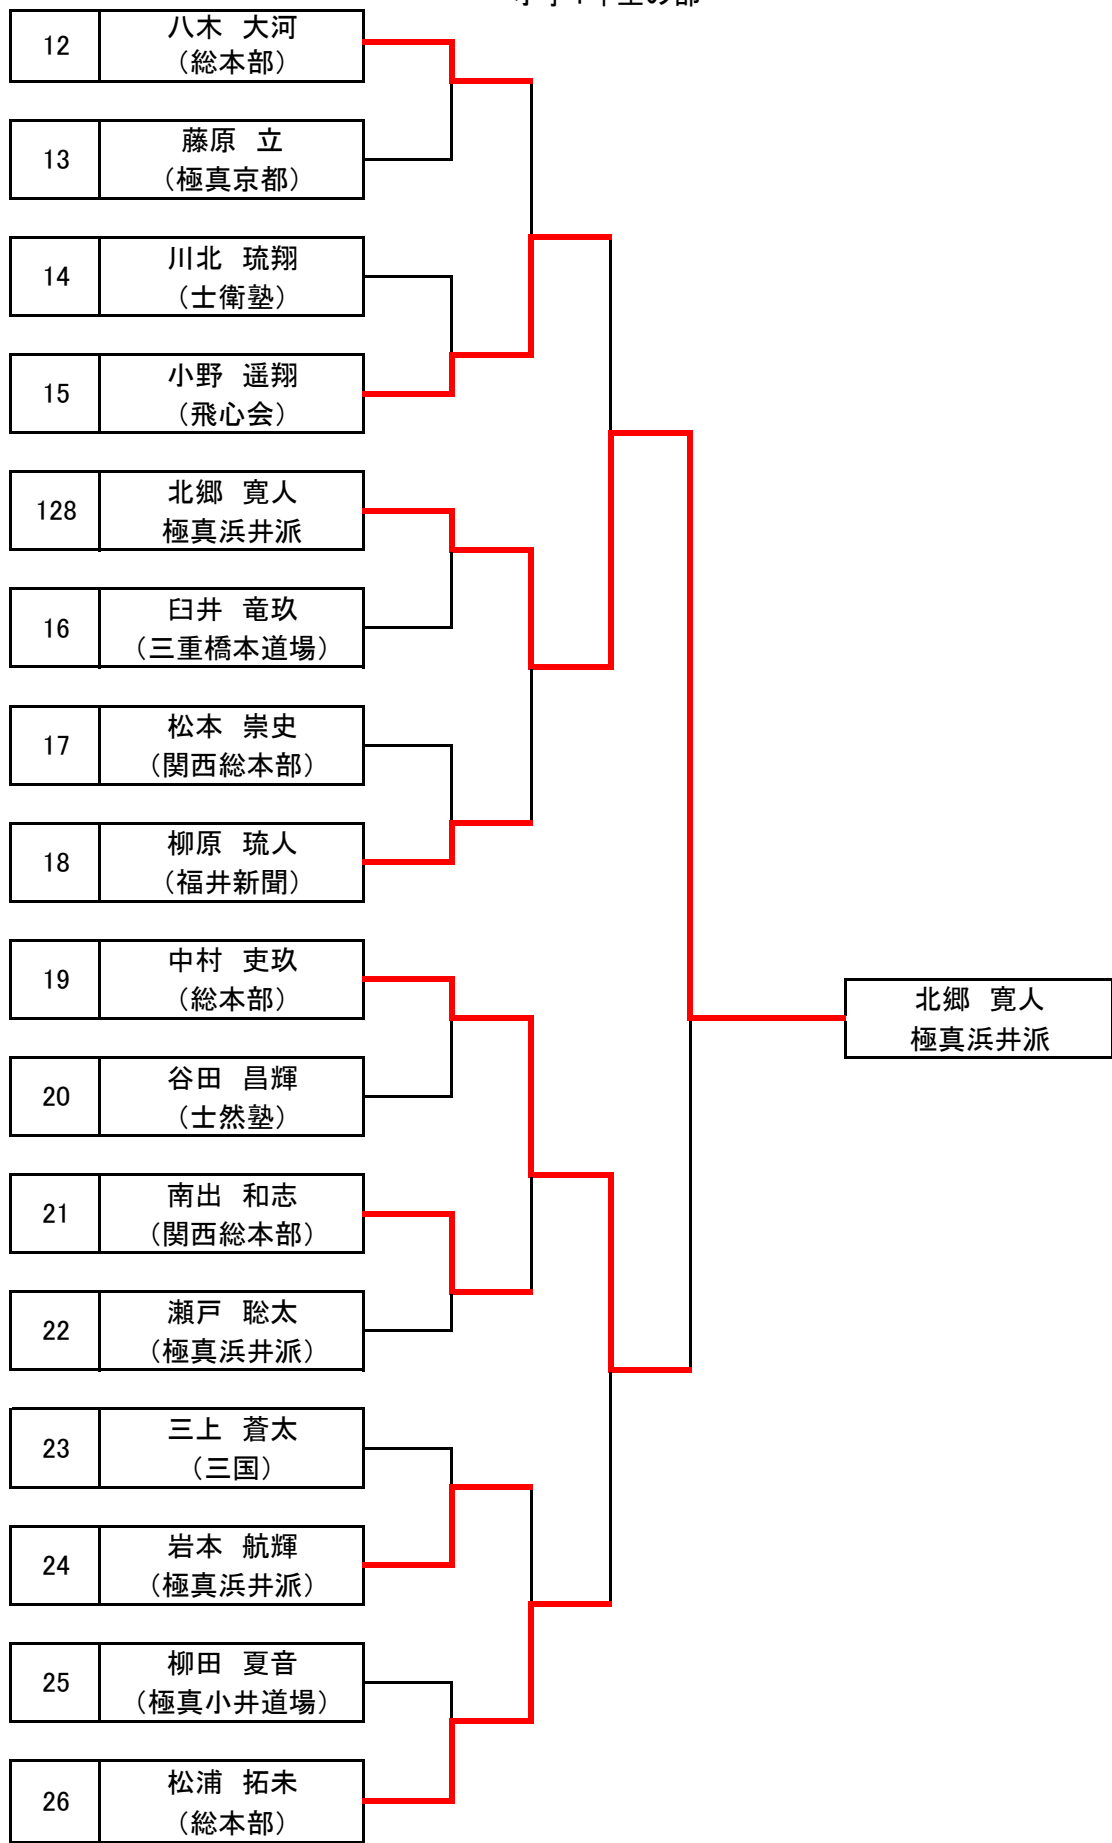 12
八木 大河
（総本部）
13
藤原 立
（極真京都）
14
川北 琉翔
（士衛塾）
15
小野 遥翔
（飛心会）
128
北郷 寛人
極真浜井派
16
臼井 竜玖
（三重橋本道場）
17
松本 崇史
（関西総本部）
18
柳原 琉人
（福井新聞）
19
中村 吏玖
（総本部）
北郷 寛人
極真浜井派
20
谷田 昌輝
（士然塾）
21
南出 和志
（関西総本部）
22
瀬戸 聡太
（極真浜井派）
23
三上 蒼太
（三国）
24
岩本 航輝
（極真浜井派）
25
柳田 夏音
（極真小井道場）
26
松浦 拓未
（総本部）